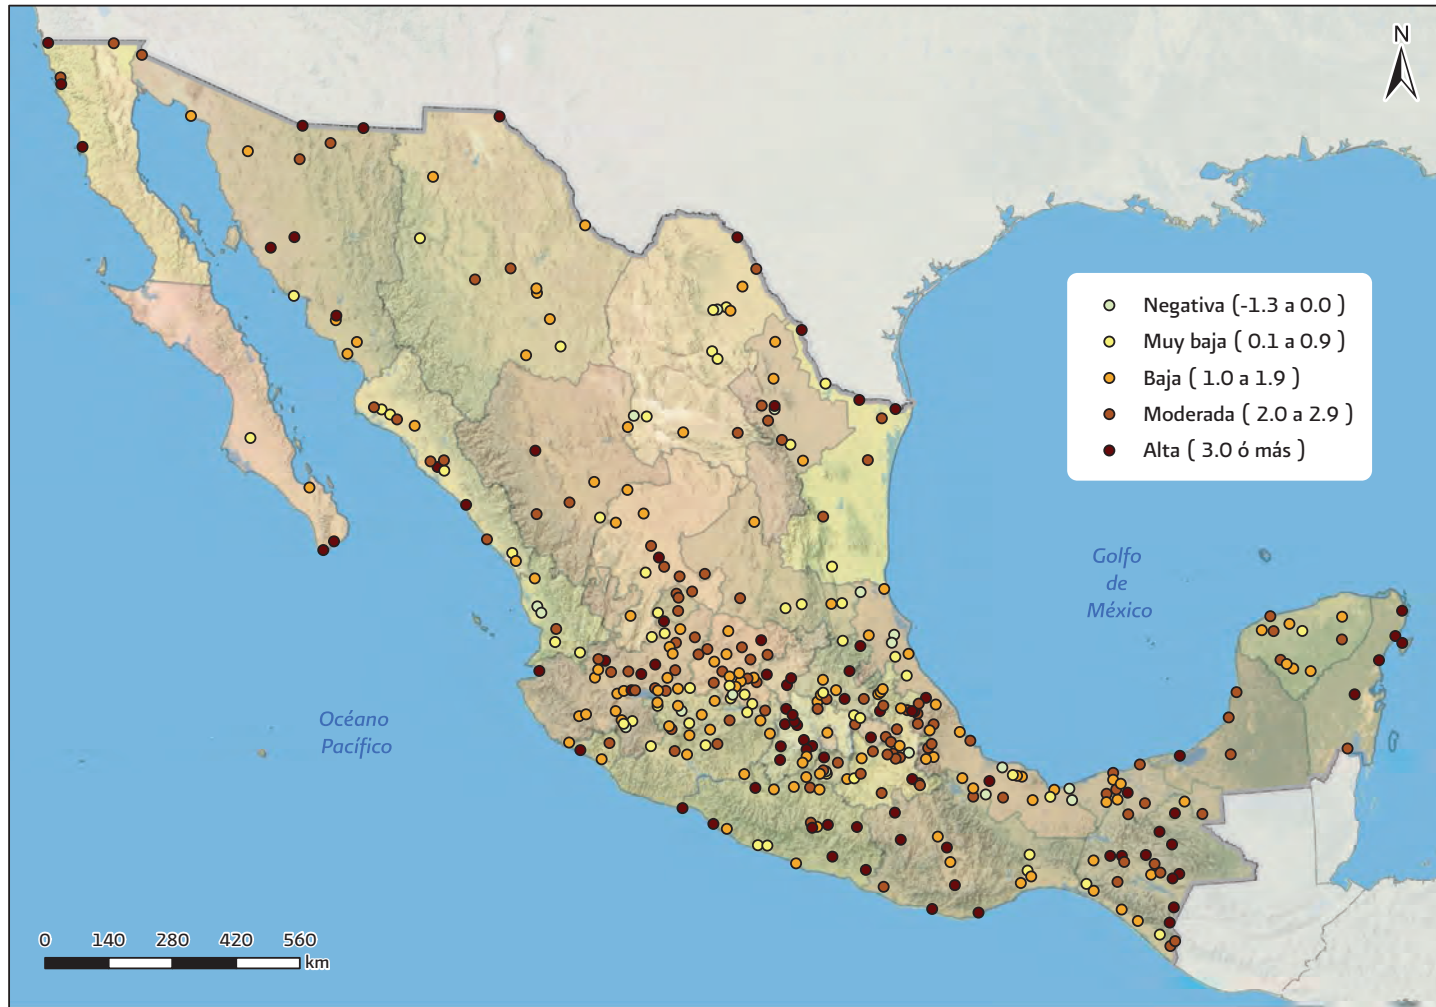 N
Negativa (-1.3 a 0.0 )
Muy baja ( 0.1 a 0.9 )
Baja ( 1.0 a 1.9 )
Moderada ( 2.0 a 2.9 )
Alta ( 3.0 ó más )
Golfo
de
México
Océano
Pacífico
0 140 280 420 560
km